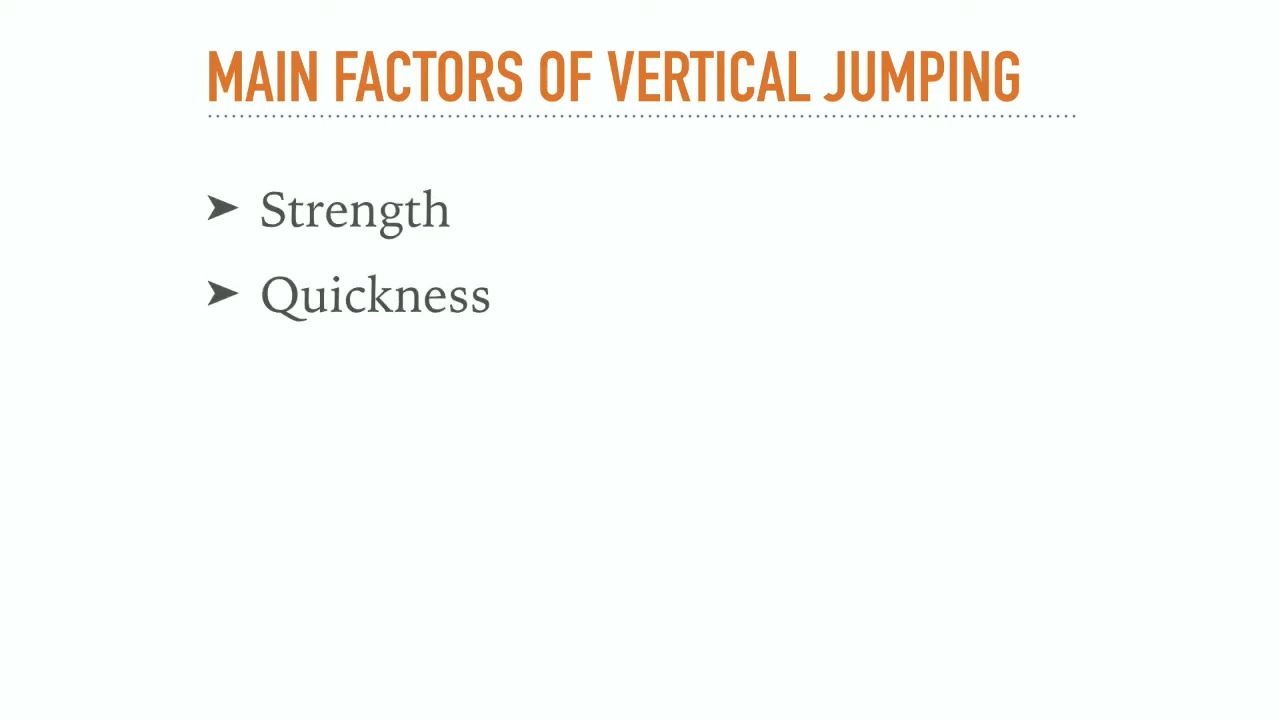 MAIN FACTORS OF VERTICAL JUMPING
➤ Strength
➤ Quickness